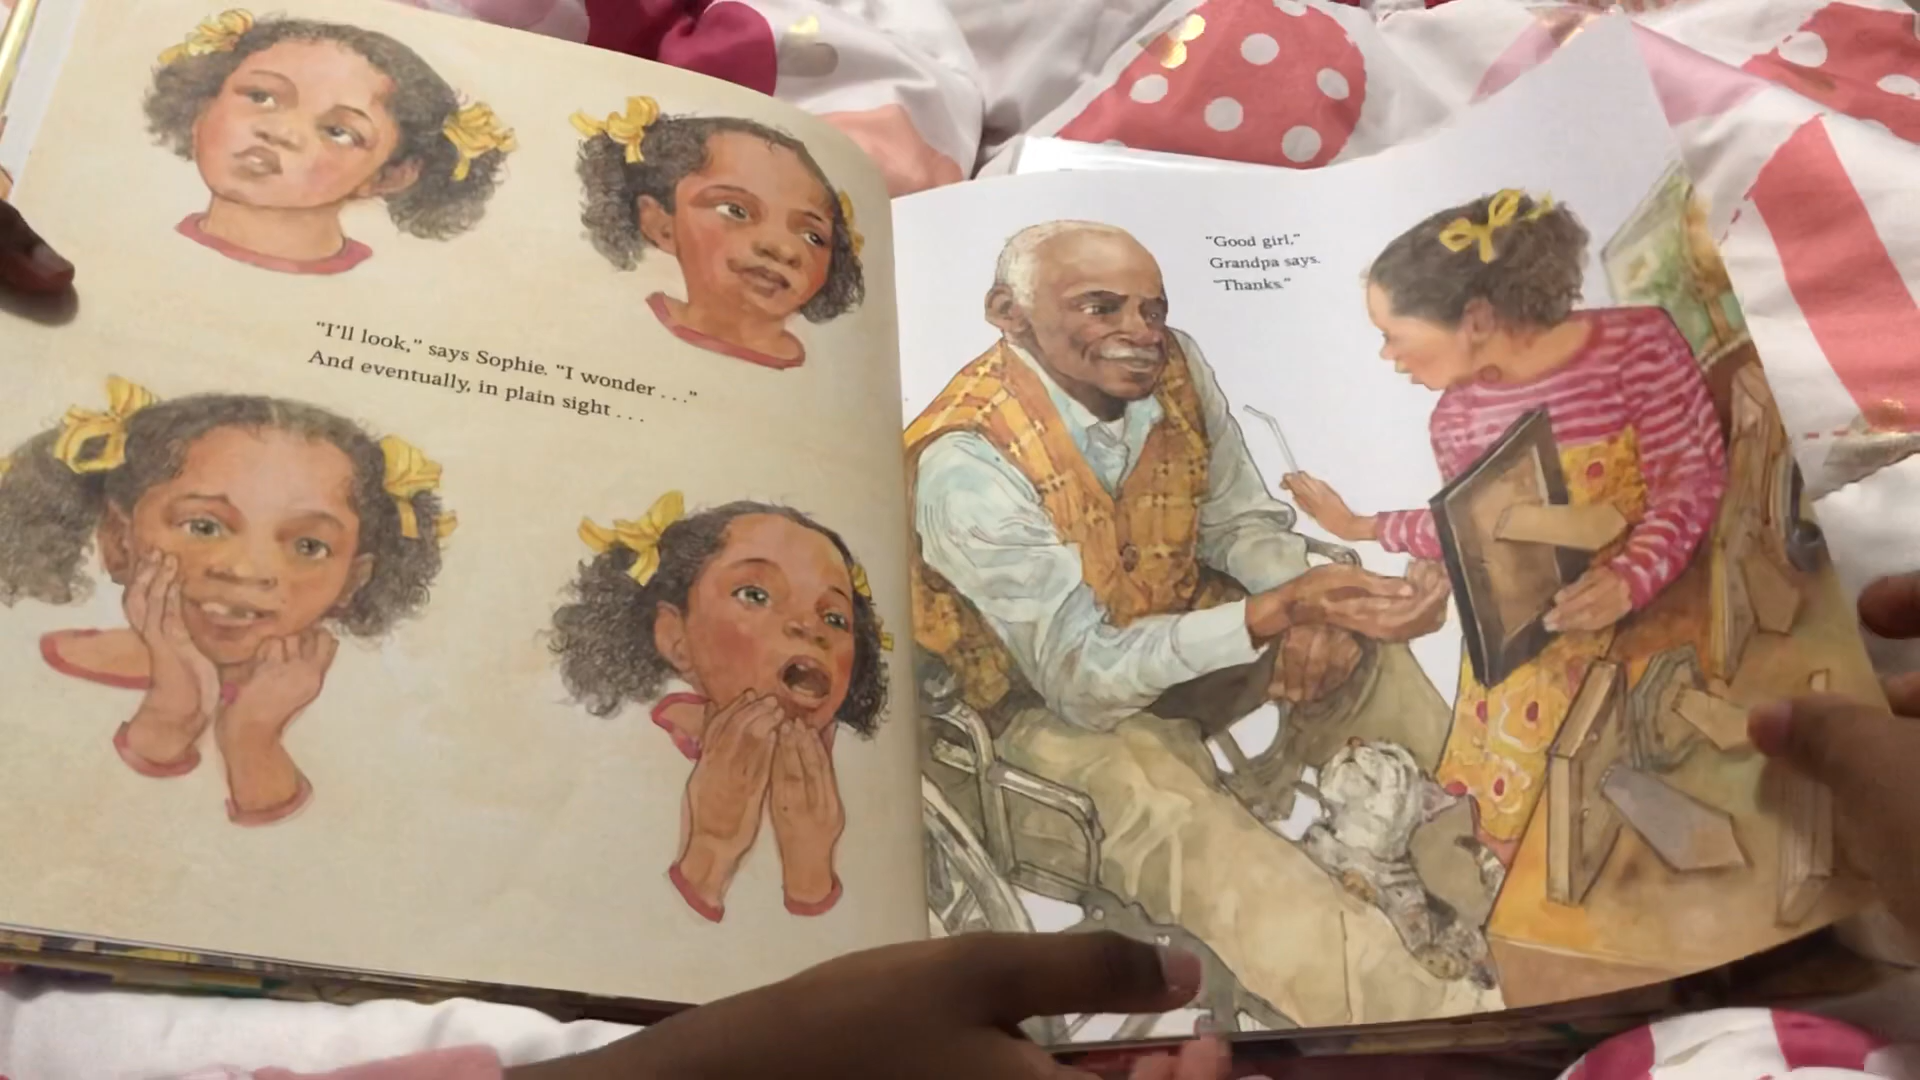 "I'll look," says Sophie. "I wonder . . ."
And eventually, in plain sight . . .
"Good girl,"
Grandpa says.
"Thanks."